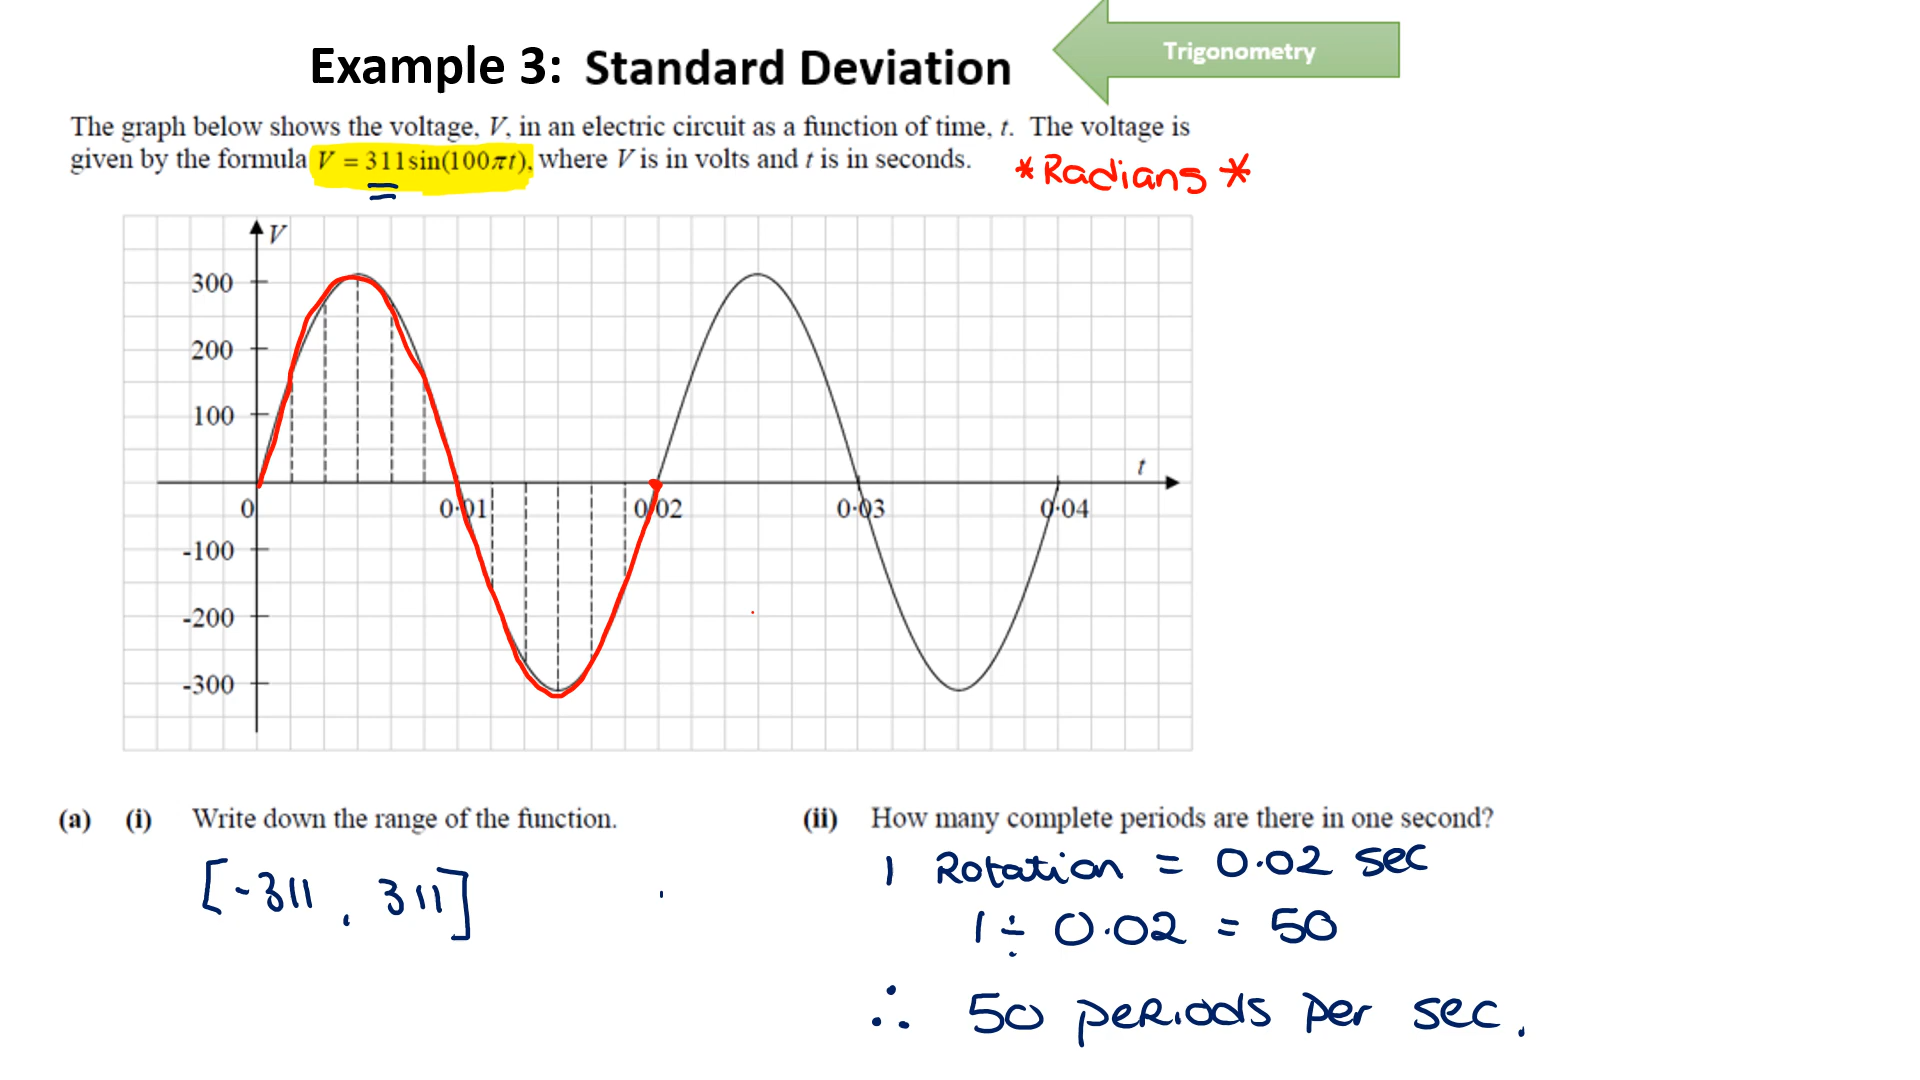 Example 3: Standard Deviation
Trigonometry
The graph below shows the voltage, V, in an electric circuit as a function of time, t. The voltage is
given by the formula V = 311sin(100πt), where V is in volts and t is in seconds.
*Radians*
V
300
200
100
t
0
0·01
0·02
0·03
0·04
-100
-200
-300
(a) (i) Write down the range of the function.
[-311, 311]
(ii) How many complete periods are there in one second?
1 Rotation = 0.02 sec
1 ÷ 0.02 = 50
∴ 50 periods per sec.